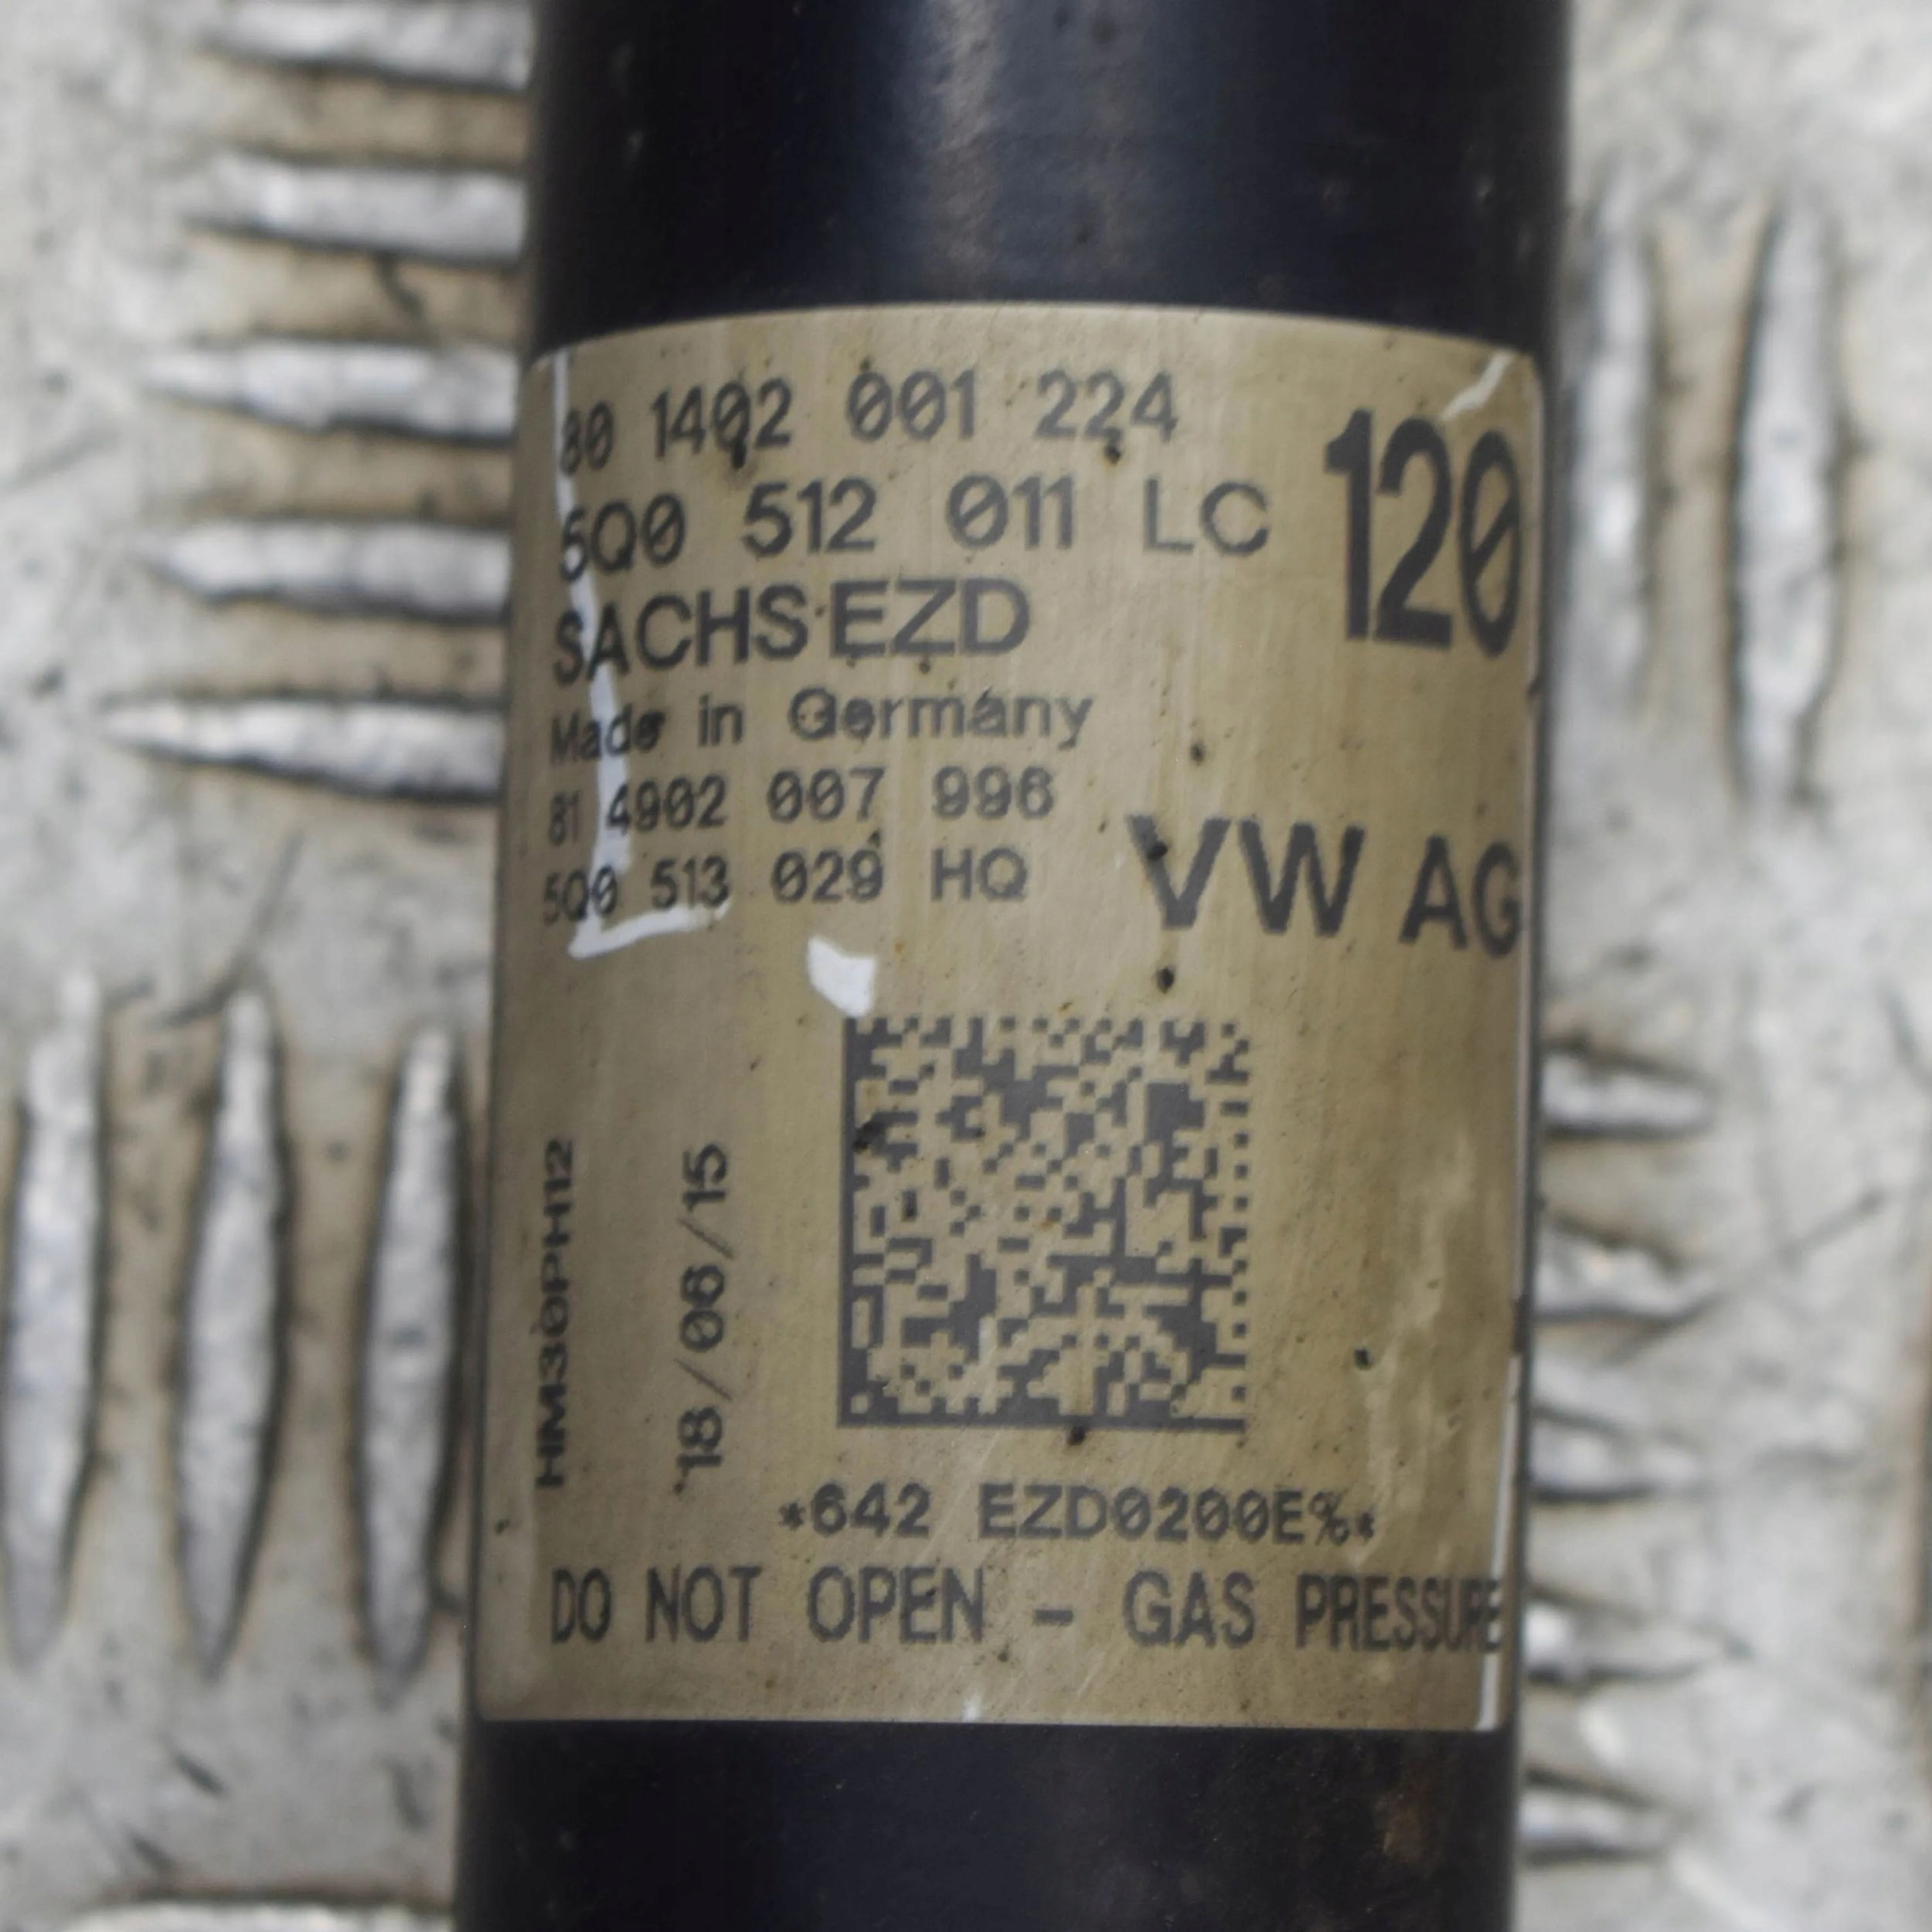 80 1402 001 224
5Q0 512 011 LC
120
SACHS EZD
Made in Germany
81 4902 007 996
5Q0 513 029 HQ
VW AG
HM30PH12
18/06/15
*642 EZD0200E%*
DO NOT OPEN - GAS PRESSURE